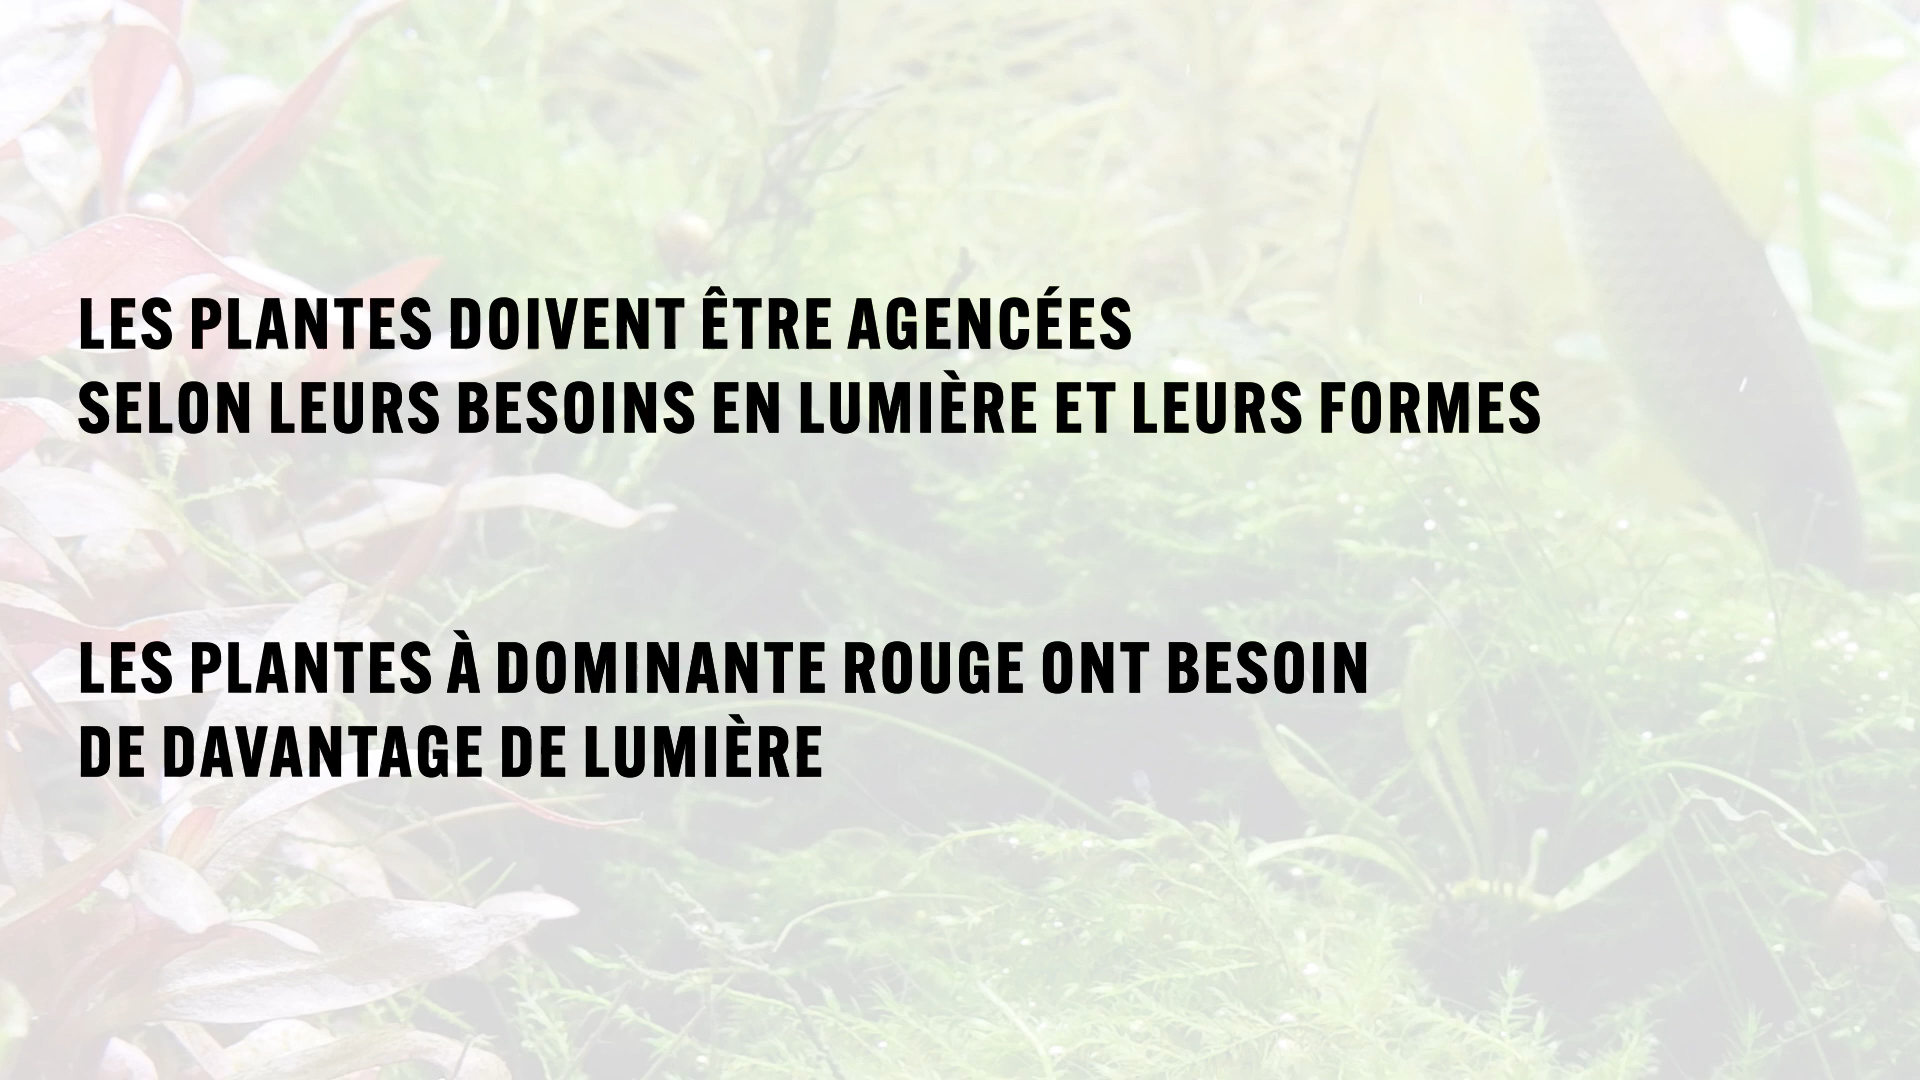 LES PLANTES DOIVENT ÊTRE AGENCÉES
SELON LEURS BESOINS EN LUMIÈRE ET LEURS FORMES
LES PLANTES À DOMINANTE ROUGE ONT BESOIN
DE DAVANTAGE DE LUMIÈRE